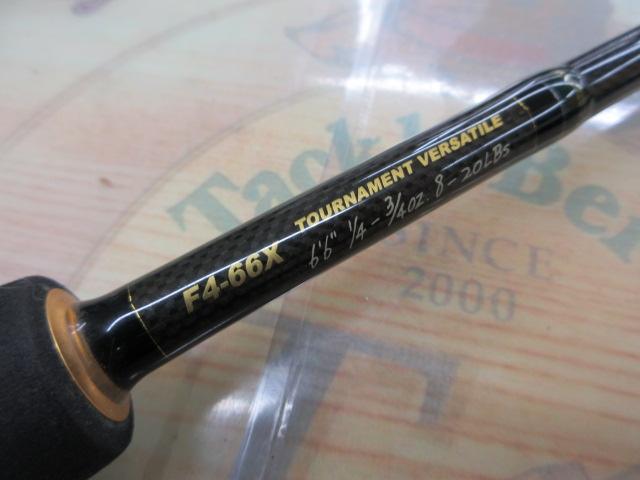 F4-66X TOURNAMENT VERSATILE
6'6" 1/4-3/4oz. 8-20LBS
Tackle Ber
SINCE
2000